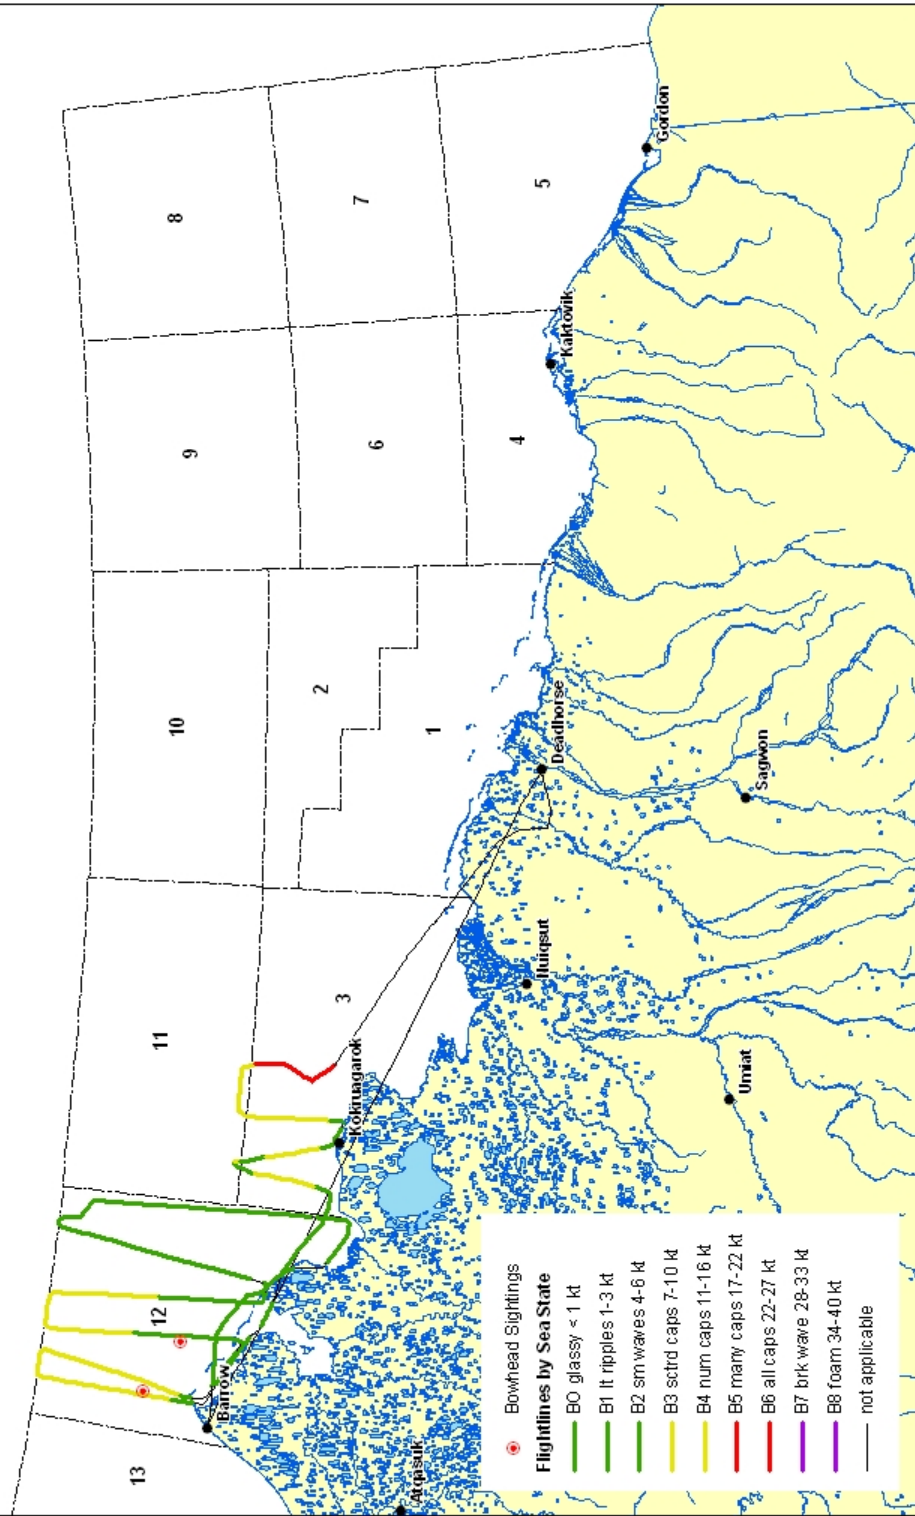 8
7
5
Gordon
9
6
4
Kaktovik
10
2
1
Deadhorse
Sagwon
11
3
Kokruagarok
Nuiqsut
Umiat
12
13
Barrow
Atqasuk
Bowhead Sightings
Flightlines by Sea State
B0 glassy < 1 kt
B1 lt ripples 1-3 kt
B2 sm waves 4-6 kt
B3 sctrd caps 7-10 kt
B4 num caps 11-16 kt
B5 many caps 17-22 kt
B6 all caps 22-27 kt
B7 brk wave 28-33 kt
B8 foam 34-40 kt
not applicable